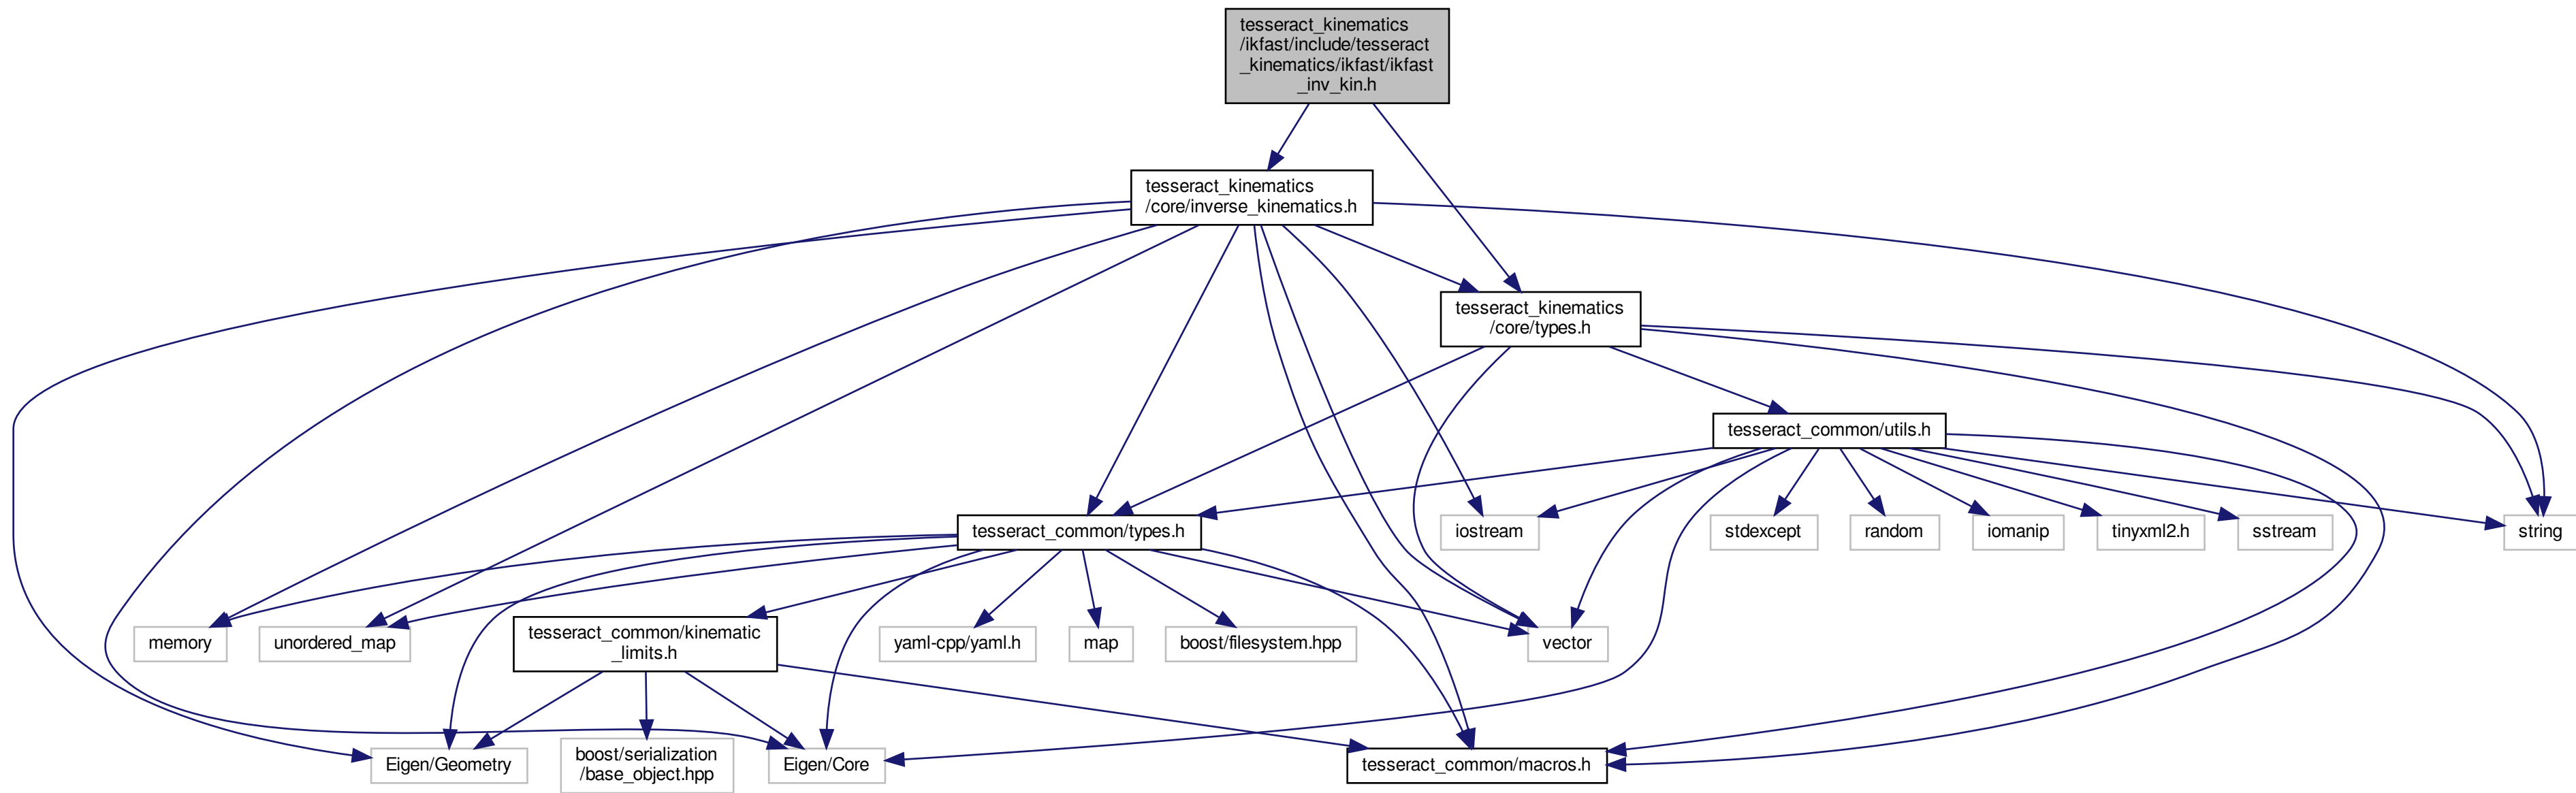 tesseract_kinematics
/ikfast/include/tesseract
_kinematics/ikfast/ikfast
_inv_kin.h
tesseract_kinematics
/core/inverse_kinematics.h
tesseract_kinematics
/core/types.h
tesseract_common/utils.h
tesseract_common/types.h
iostream
stdexcept
random
iomanip
tinyxml2.h
sstream
string
memory
unordered_map
tesseract_common/kinematic
_limits.h
yaml-cpp/yaml.h
map
boost/filesystem.hpp
vector
Eigen/Geometry
boost/serialization
/base_object.hpp
Eigen/Core
tesseract_common/macros.h